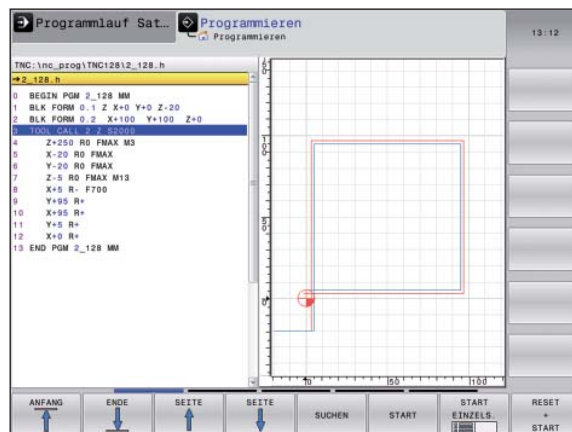 Programmlauf Sat...
Programmieren
Programmieren
13:12
TNC:\nc_prog\TNC128\2_128.h
→2_128.h
0 BEGIN PGM 2_128 MM
1 BLK FORM 0.1 Z X+0 Y+0 Z-20
2 BLK FORM 0.2 X+100 Y+100 Z+0
3 TOOL CALL 2 Z S2000
4 Z+250 R0 FMAX M3
5 X-20 R0 FMAX
6 Y-20 R0 FMAX
7 Z-5 R0 FMAX M13
8 X+5 R- F700
9 Y+95 R+
10 X+95 R+
11 Y+5 R+
12 X+0 R+
13 END PGM 2_128 MM
100
50
0
0
50
100
ANFANG
ENDE
SEITE
SEITE
SUCHEN
START
START
EINZELS.
RESET
+
START